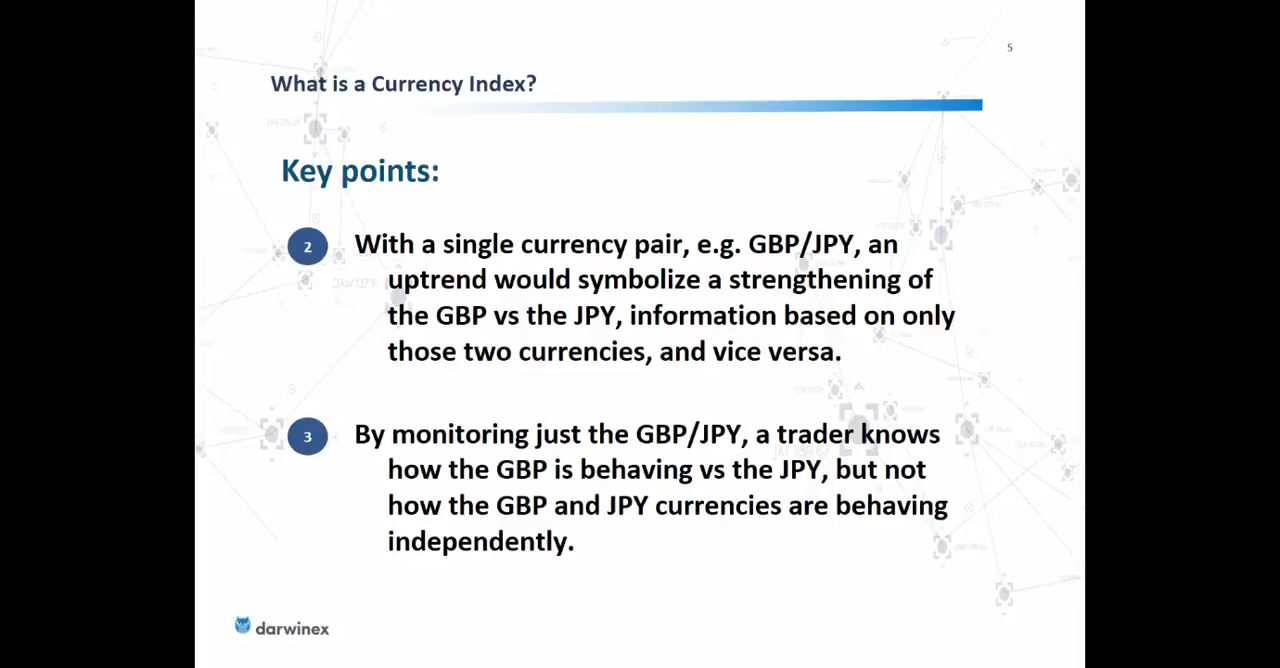 5
What is a Currency Index?
Key points:
2
With a single currency pair, e.g. GBP/JPY, an
uptrend would symbolize a strengthening of
the GBP vs the JPY, information based on only
those two currencies, and vice versa.
3
By monitoring just the GBP/JPY, a trader knows
how the GBP is behaving vs the JPY, but not
how the GBP and JPY currencies are behaving
independently.
darwinex